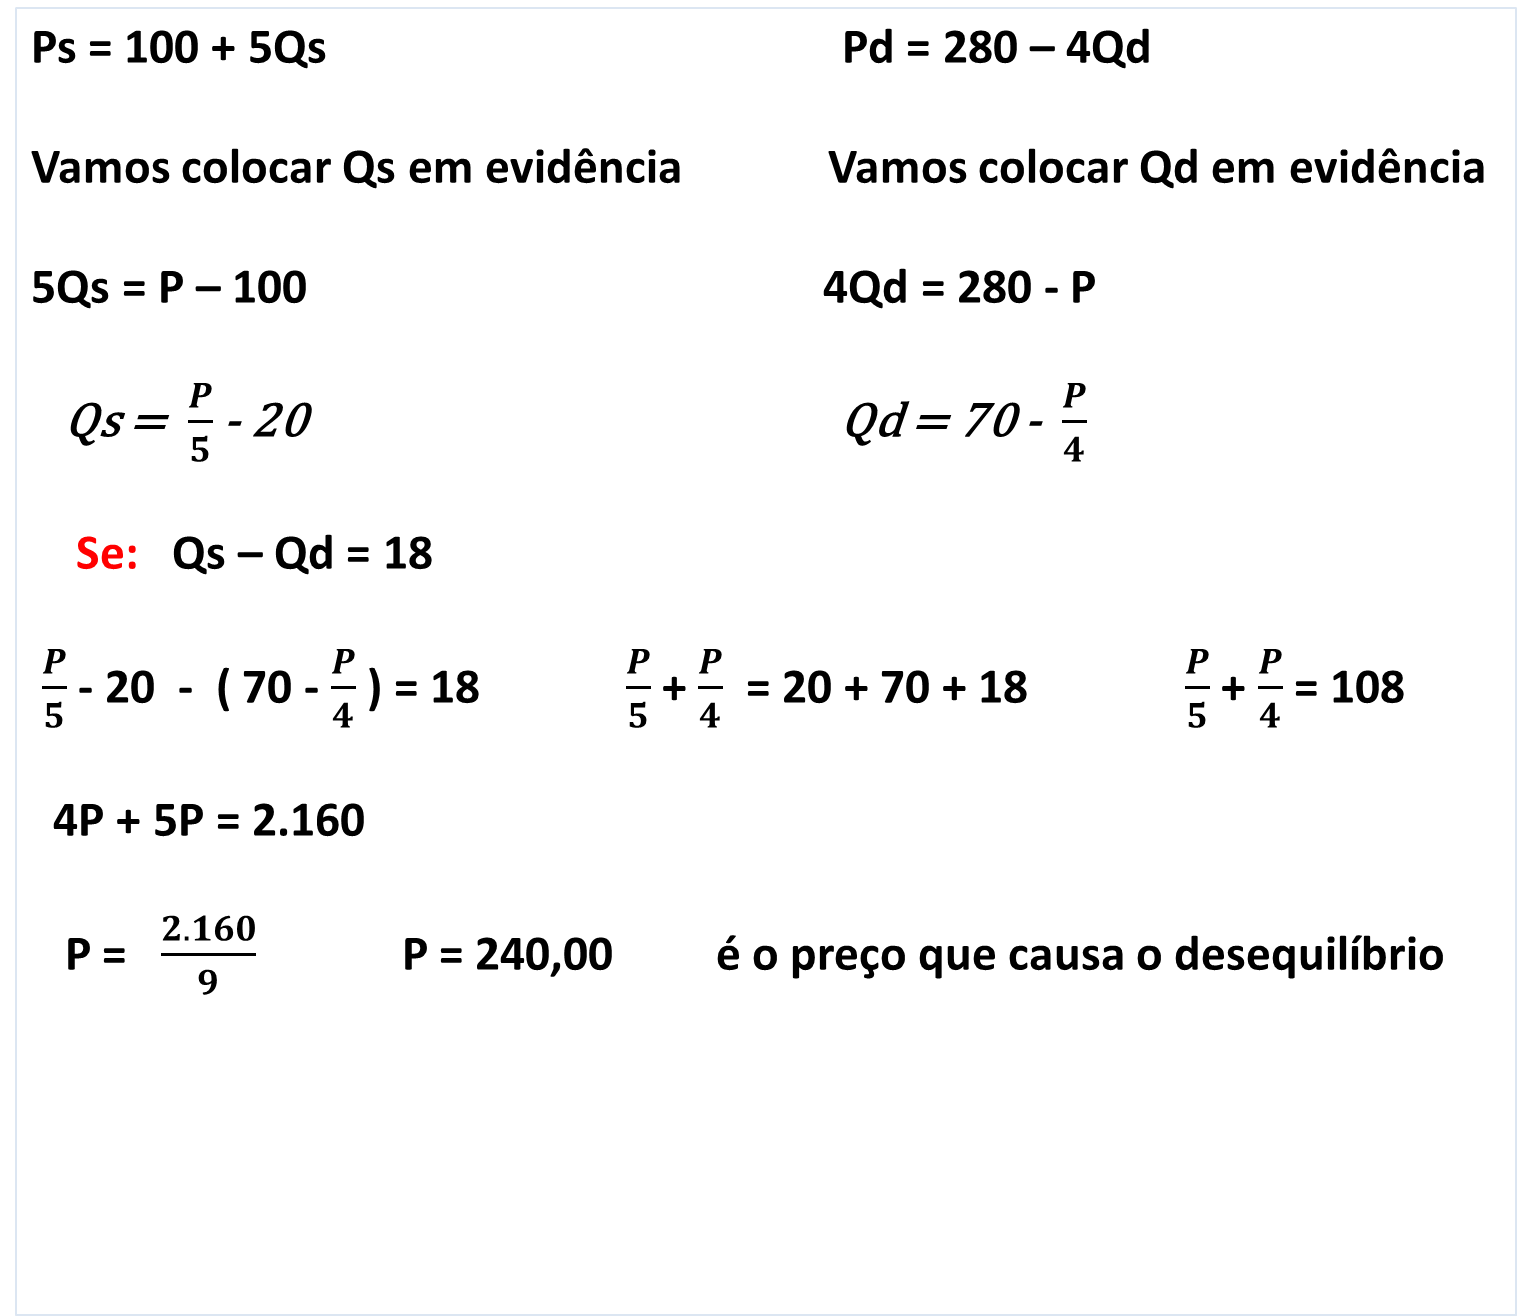 Ps = 100 + 5Qs Pd = 280 – 4Qd
Vamos colocar Qs em evidência Vamos colocar Qd em evidência
5Qs = P – 100 4Qd = 280 - P
Qs = P/5 - 20 Qd = 70 - P/4
Se: Qs – Qd = 18
P/5 - 20 - ( 70 - P/4 ) = 18 P/5 + P/4 = 20 + 70 + 18 P/5 + P/4 = 108
4P + 5P = 2.160
P = 2.160/9 P = 240,00 é o preço que causa o desequilíbrio